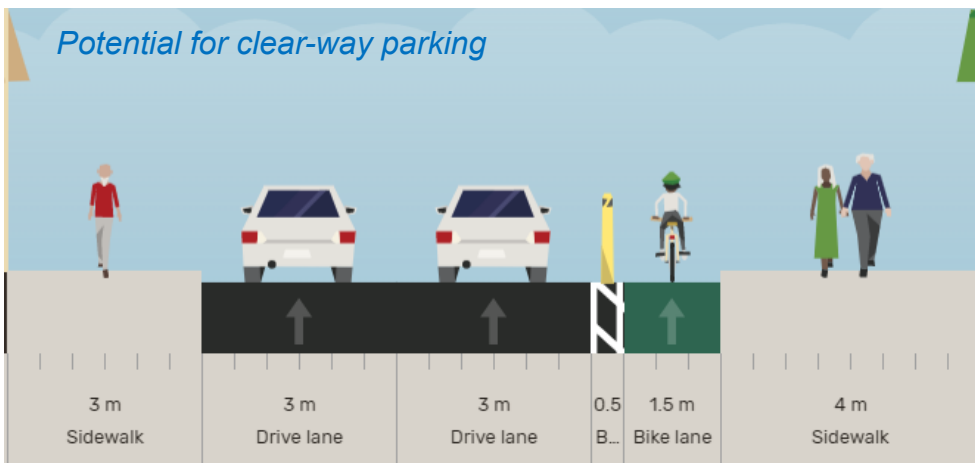 Potential for clear-way parking
3 m 3 m 3 m 0.5 1.5 m 4 m
Sidewalk Drive lane Drive lane B... Bike lane Sidewalk